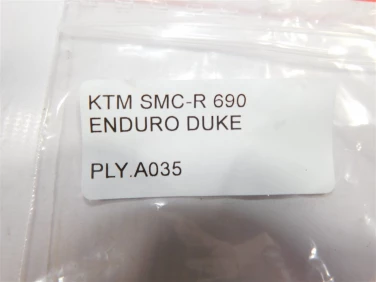 KTM SMC-R 690
ENDURO DUKE
PLY.A035